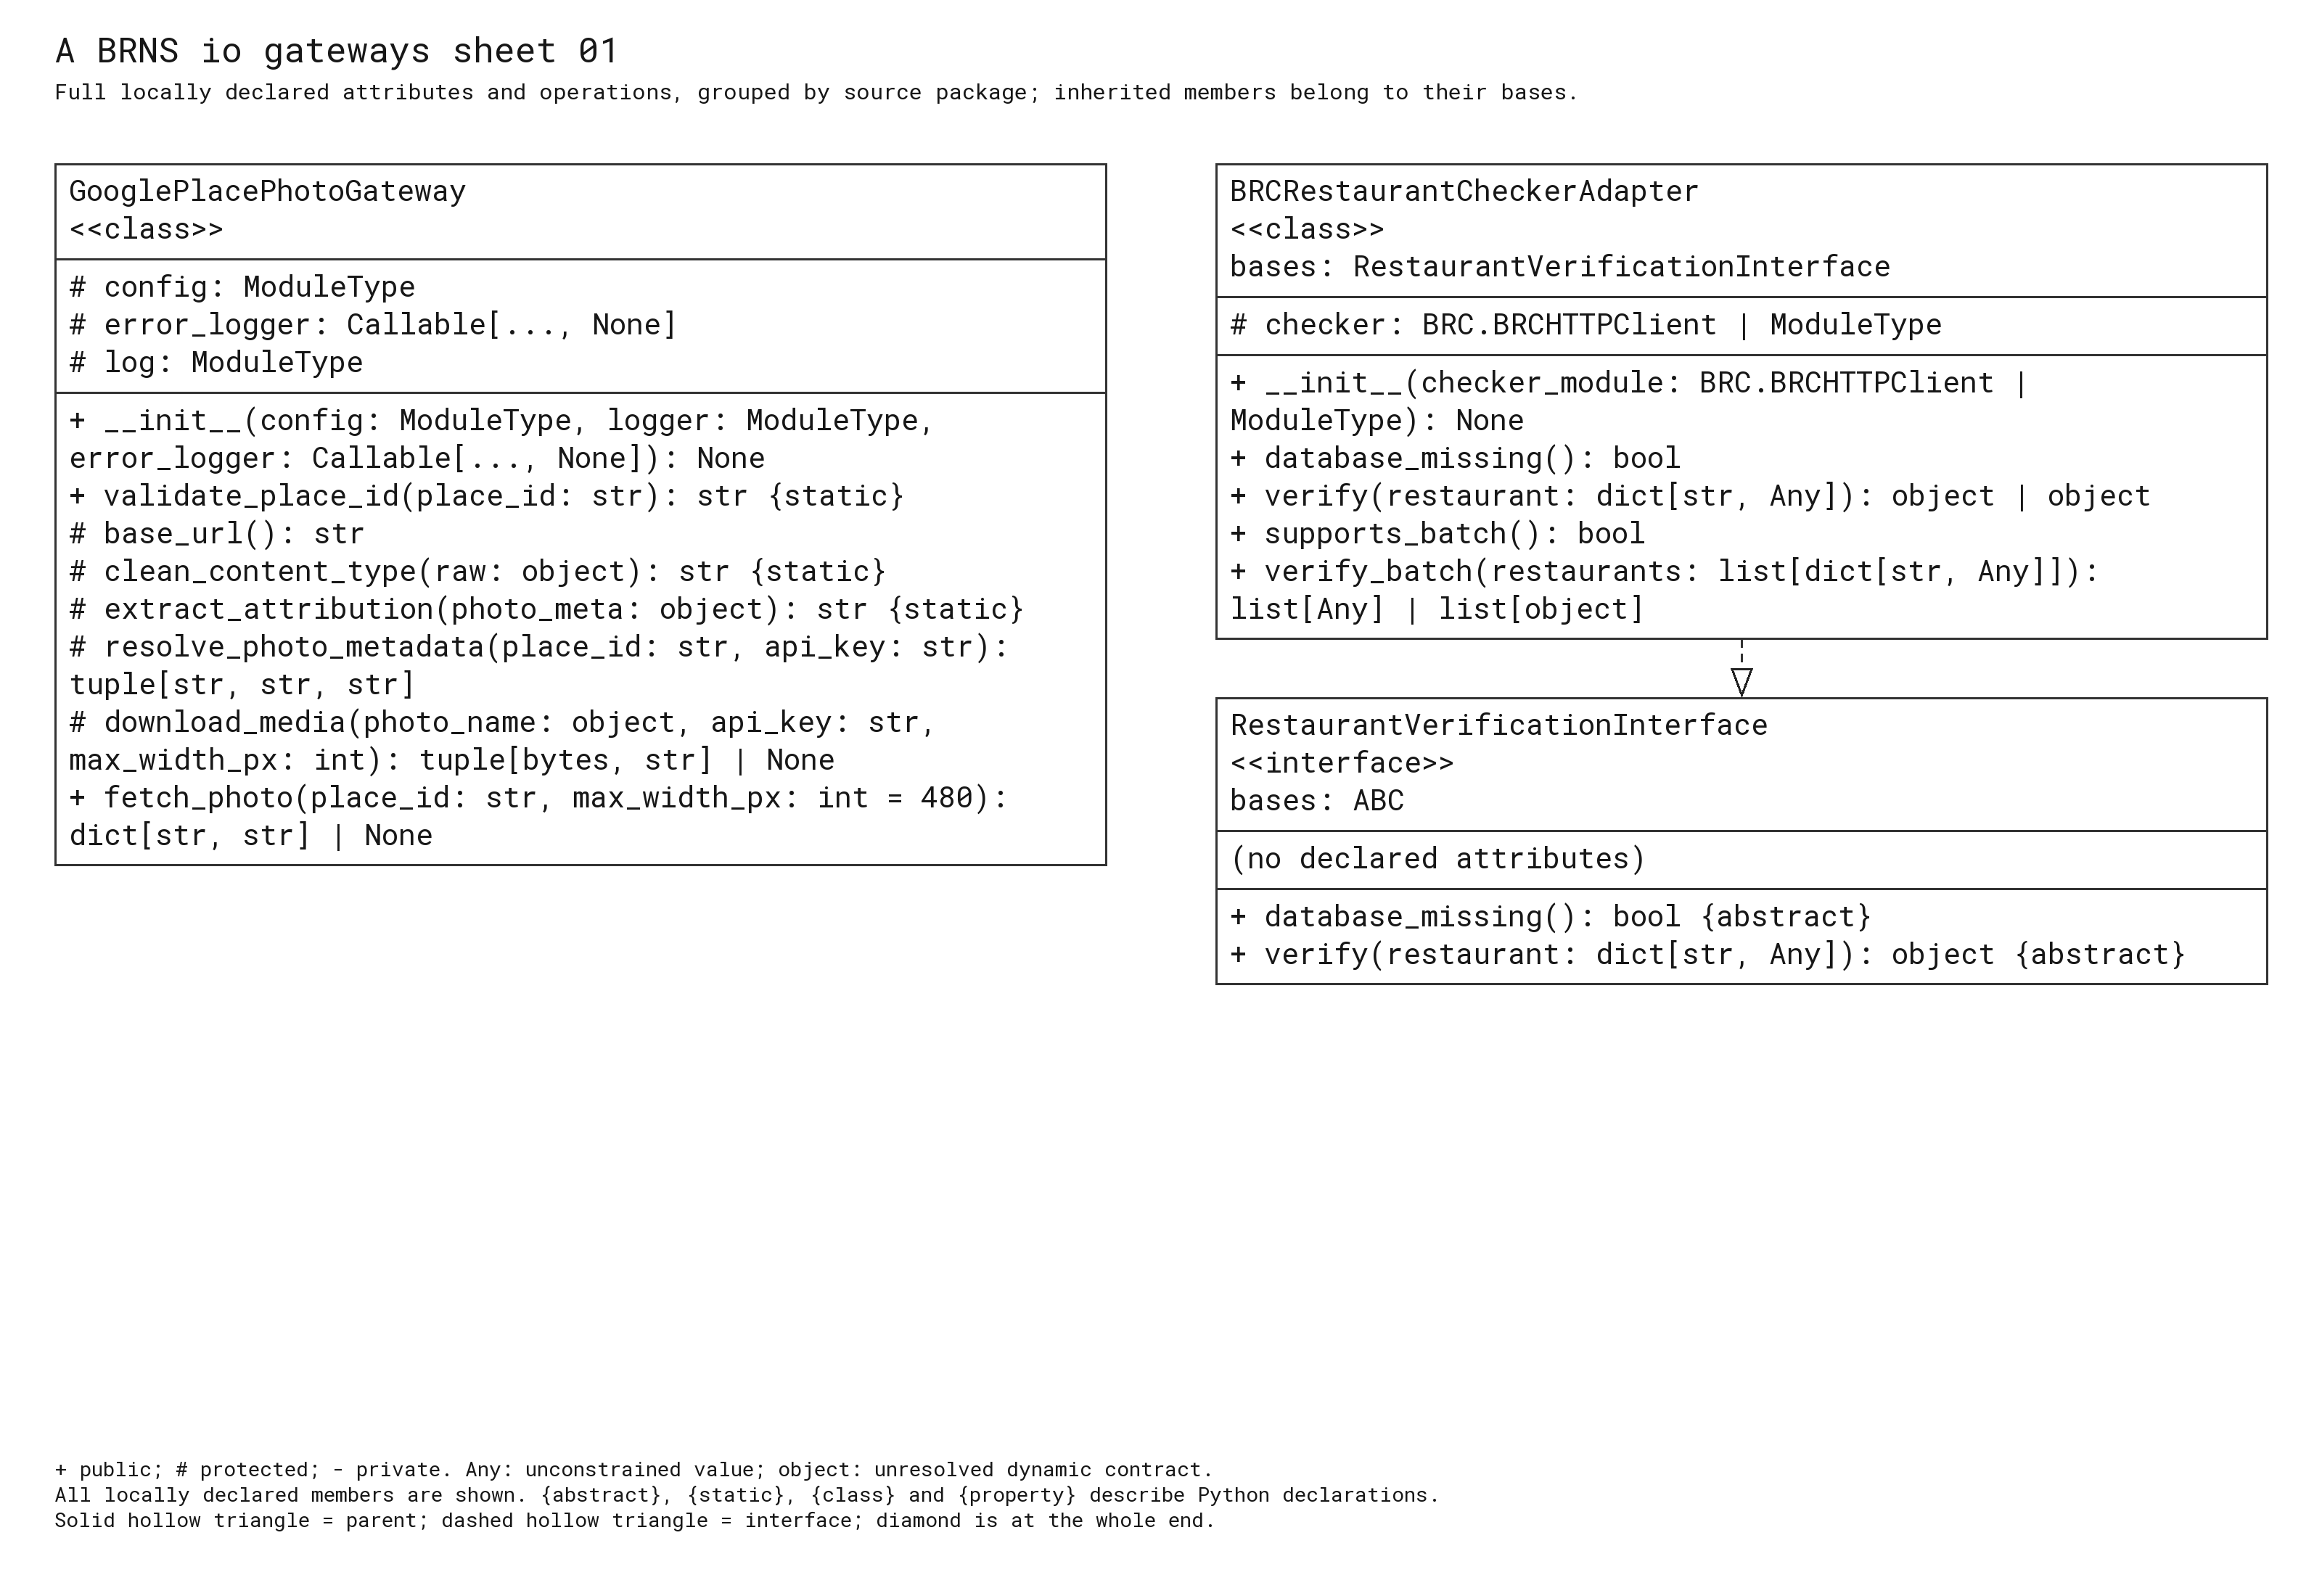 A BRNS io gateways sheet 01
Full locally declared attributes and operations, grouped by source package; inherited members belong to their bases.
GooglePlacePhotoGateway
<<class>>
# config: ModuleType
# error_logger: Callable[..., None]
# log: ModuleType
+ __init__(config: ModuleType, logger: ModuleType,
error_logger: Callable[..., None]): None
+ validate_place_id(place_id: str): str {static}
# base_url(): str
# clean_content_type(raw: object): str {static}
# extract_attribution(photo_meta: object): str {static}
# resolve_photo_metadata(place_id: str, api_key: str):
tuple[str, str, str]
# download_media(photo_name: object, api_key: str,
max_width_px: int): tuple[bytes, str] | None
+ fetch_photo(place_id: str, max_width_px: int = 480):
dict[str, str] | None
BRCRestaurantCheckerAdapter
<<class>>
bases: RestaurantVerificationInterface
# checker: BRC.BRCHTTPClient | ModuleType
+ __init__(checker_module: BRC.BRCHTTPClient |
ModuleType): None
+ database_missing(): bool
+ verify(restaurant: dict[str, Any]): object | object
+ supports_batch(): bool
+ verify_batch(restaurants: list[dict[str, Any]]):
list[Any] | list[object]
RestaurantVerificationInterface
<<interface>>
bases: ABC
(no declared attributes)
+ database_missing(): bool {abstract}
+ verify(restaurant: dict[str, Any]): object {abstract}
+ public; # protected; - private. Any: unconstrained value; object: unresolved dynamic contract.
All locally declared members are shown. {abstract}, {static}, {class} and {property} describe Python declarations.
Solid hollow triangle = parent; dashed hollow triangle = interface; diamond is at the whole end.